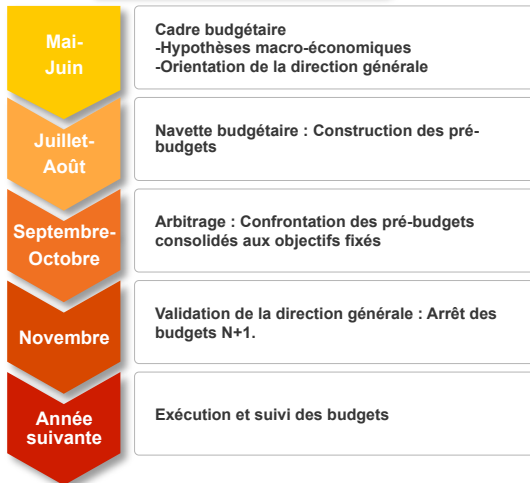 Mai-
Juin
Cadre budgétaire
-Hypothèses macro-économiques
-Orientation de la direction générale
Juillet-
Août
Navette budgétaire : Construction des pré-
budgets
Septembre-
Octobre
Arbitrage : Confrontation des pré-budgets
consolidés aux objectifs fixés
Novembre
Validation de la direction générale : Arrêt des
budgets N+1.
Année
suivante
Exécution et suivi des budgets